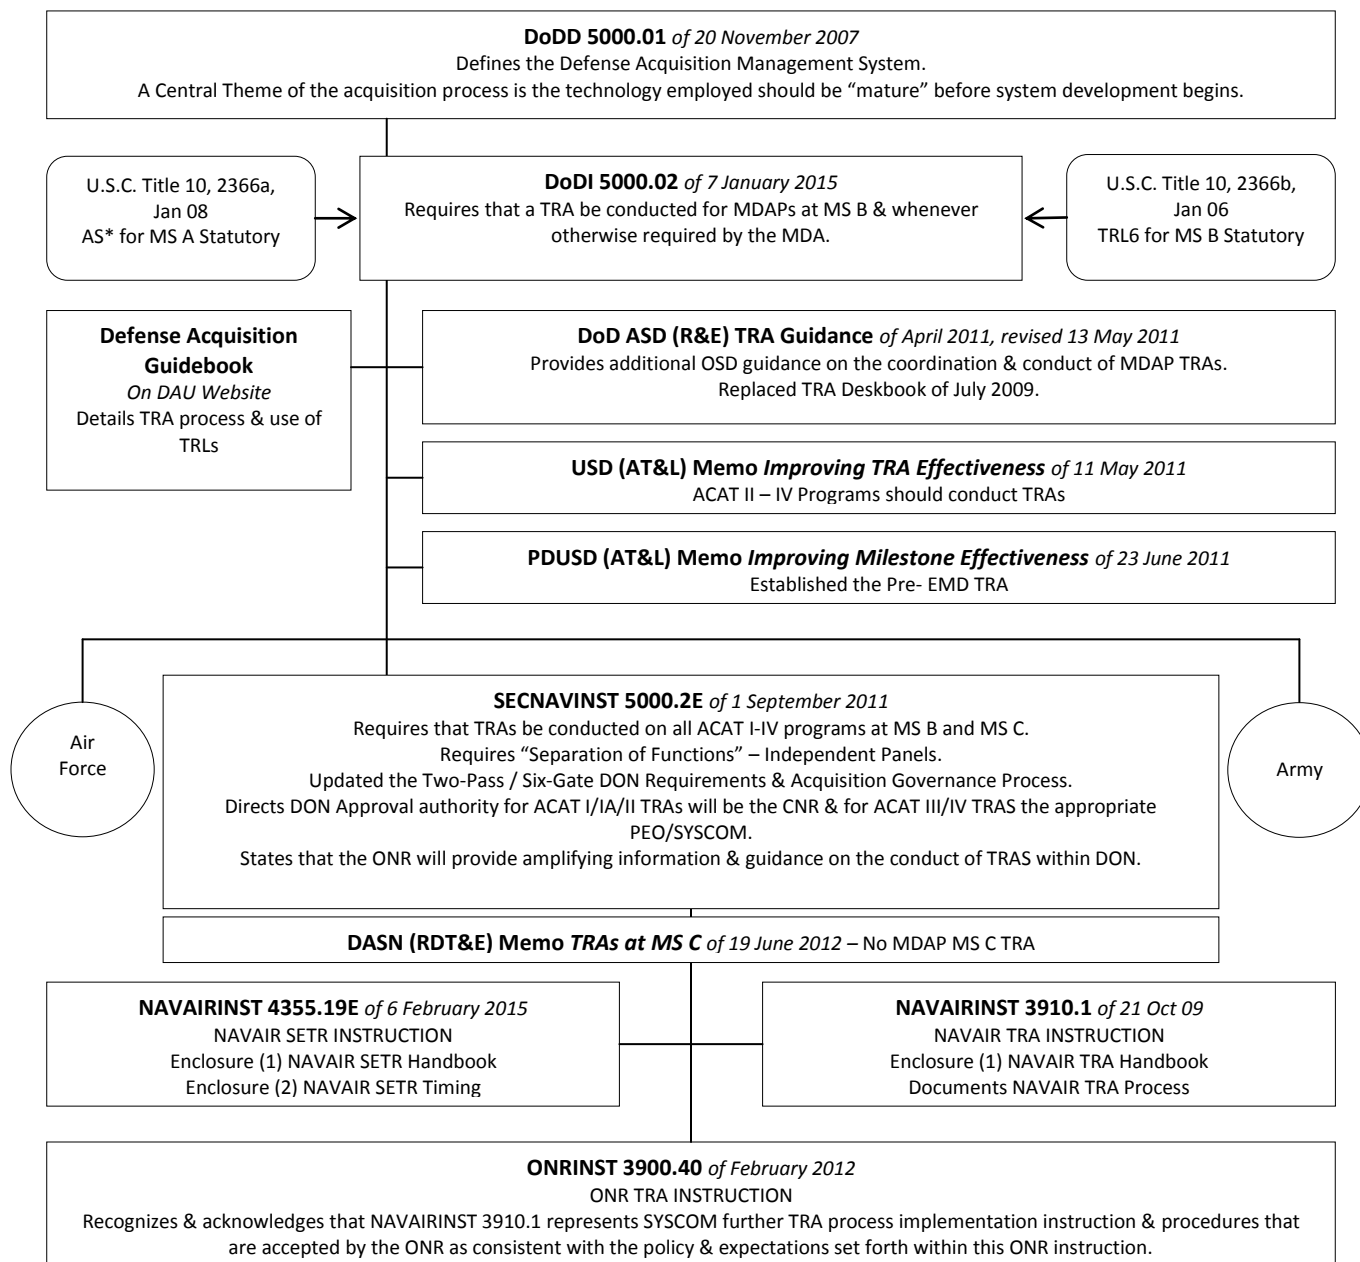 DoDD 5000.01 of 20 November 2007
Defines the Defense Acquisition Management System.
A Central Theme of the acquisition process is the technology employed should be “mature” before system development begins.
U.S.C. Title 10, 2366a,
Jan 08
AS* for MS A Statutory
DoDI 5000.02 of 7 January 2015
Requires that a TRA be conducted for MDAPs at MS B & whenever
otherwise required by the MDA.
U.S.C. Title 10, 2366b,
Jan 06
TRL6 for MS B Statutory
Defense Acquisition
Guidebook
On DAU Website
Details TRA process & use of
TRLs
DoD ASD (R&E) TRA Guidance of April 2011, revised 13 May 2011
Provides additional OSD guidance on the coordination & conduct of MDAP TRAs.
Replaced TRA Deskbook of July 2009.
USD (AT&L) Memo Improving TRA Effectiveness of 11 May 2011
ACAT II – IV Programs should conduct TRAs
PDUSD (AT&L) Memo Improving Milestone Effectiveness of 23 June 2011
Established the Pre- EMD TRA
Air
Force
SECNAVINST 5000.2E of 1 September 2011
Requires that TRAs be conducted on all ACAT I-IV programs at MS B and MS C.
Requires “Separation of Functions” – Independent Panels.
Updated the Two-Pass / Six-Gate DON Requirements & Acquisition Governance Process.
Directs DON Approval authority for ACAT I/IA/II TRAs will be the CNR & for ACAT III/IV TRAS the appropriate
PEO/SYSCOM.
States that the ONR will provide amplifying information & guidance on the conduct of TRAS within DON.
Army
DASN (RDT&E) Memo TRAs at MS C of 19 June 2012 – No MDAP MS C TRA
NAVAIRINST 4355.19E of 6 February 2015
NAVAIR SETR INSTRUCTION
Enclosure (1) NAVAIR SETR Handbook
Enclosure (2) NAVAIR SETR Timing
NAVAIRINST 3910.1 of 21 Oct 09
NAVAIR TRA INSTRUCTION
Enclosure (1) NAVAIR TRA Handbook
Documents NAVAIR TRA Process
ONRINST 3900.40 of February 2012
ONR TRA INSTRUCTION
Recognizes & acknowledges that NAVAIRINST 3910.1 represents SYSCOM further TRA process implementation instruction & procedures that
are accepted by the ONR as consistent with the policy & expectations set forth within this ONR instruction.